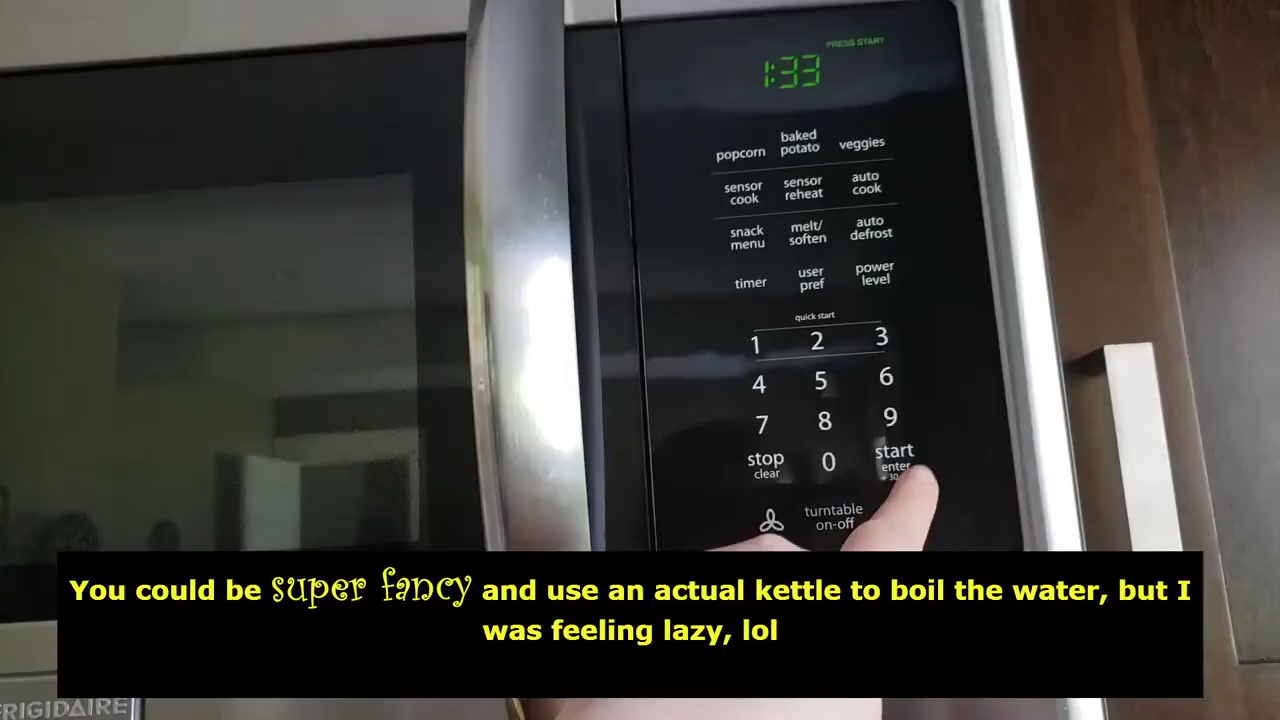 PRESS START
1:33
popcorn baked potato veggies
sensor cook sensor reheat auto cook
snack menu melt/ soften auto defrost
timer user pref power level
quick start
1 2 3
4 5 6
7 8 9
stop clear 0 start enter
turntable on-off
You could be super fancy and use an actual kettle to boil the water, but I
was feeling lazy, lol
FRIGIDAIRE